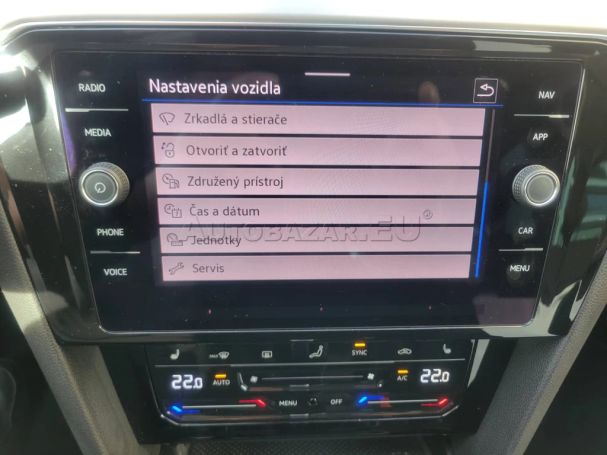 Nastavenia vozidla
RADIO
NAV
Zrkadlá a stierače
MEDIA
APP
Otvoriť a zatvoriť
Združený prístroj
Čas a dátum
PHONE
CAR
AUTOBAZAR.EU
Jednotky
VOICE
Servis
MENU
MAX
SYNC
22.0
AUTO
A/C
22.0
MENU
OFF